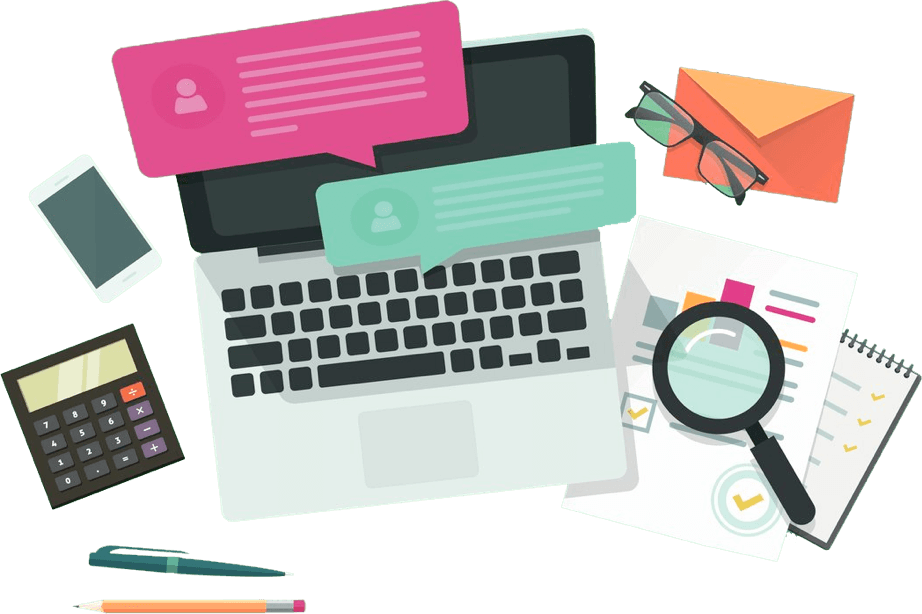 7 8 9 ÷
4 5 6 ×
1 2 3 −
0 . = +